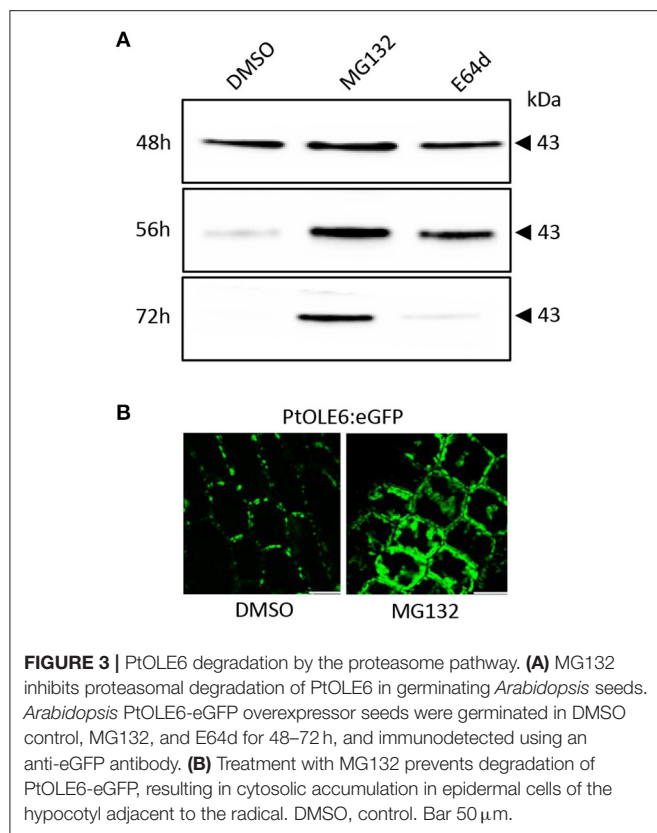 A
DMSO
MG132
E64d
kDa
48h
◄ 43
56h
◄ 43
72h
◄ 43
B
PtOLE6:eGFP
DMSO
MG132
FIGURE 3 | PtOLE6 degradation by the proteasome pathway. (A) MG132
inhibits proteasomal degradation of PtOLE6 in germinating Arabidopsis seeds.
Arabidopsis PtOLE6-eGFP overexpressor seeds were germinated in DMSO
control, MG132, and E64d for 48–72 h, and immunodetected using an
anti-eGFP antibody. (B) Treatment with MG132 prevents degradation of
PtOLE6-eGFP, resulting in cytosolic accumulation in epidermal cells of the
hypocotyl adjacent to the radical. DMSO, control. Bar 50 μm.